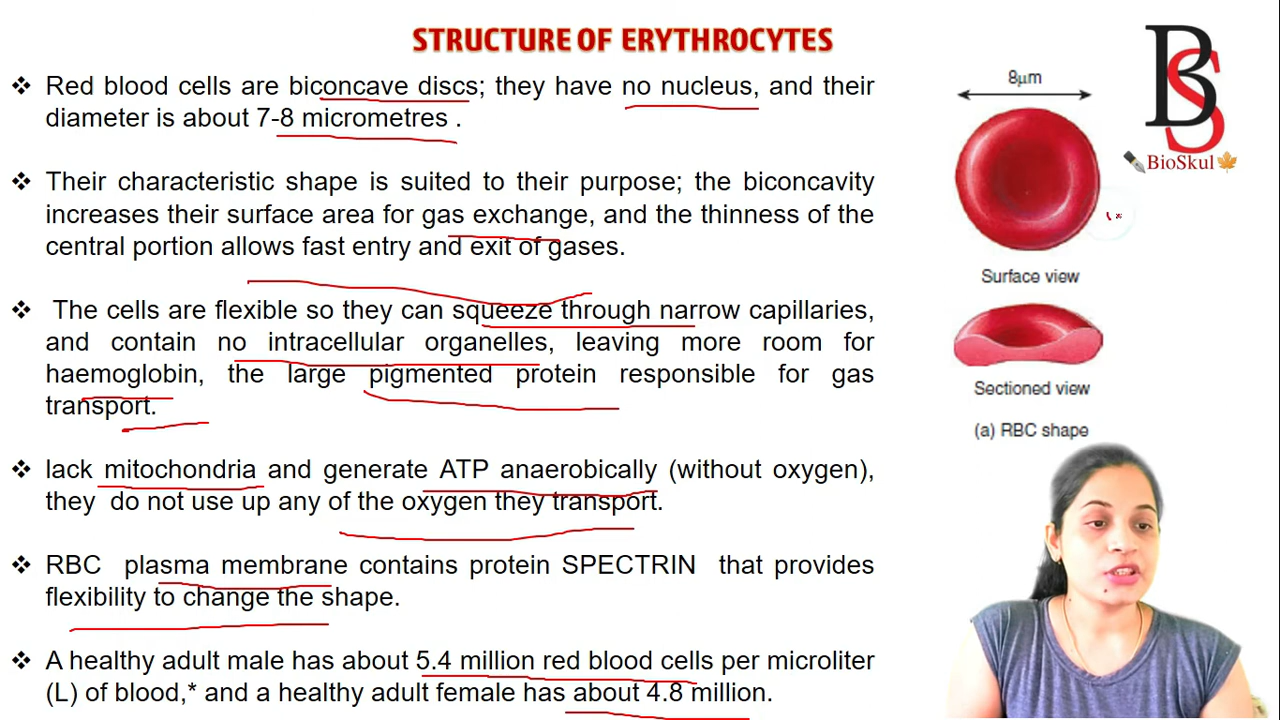 STRUCTURE OF ERYTHROCYTES
❖ Red blood cells are biconcave discs; they have no nucleus, and their
diameter is about 7-8 micrometres .
❖ Their characteristic shape is suited to their purpose; the biconcavity
increases their surface area for gas exchange, and the thinness of the
central portion allows fast entry and exit of gases.
❖ The cells are flexible so they can squeeze through narrow capillaries,
and contain no intracellular organelles, leaving more room for
haemoglobin, the large pigmented protein responsible for gas
transport.
❖ lack mitochondria and generate ATP anaerobically (without oxygen),
they do not use up any of the oxygen they transport.
❖ RBC plasma membrane contains protein SPECTRIN that provides
flexibility to change the shape.
❖ A healthy adult male has about 5.4 million red blood cells per microliter
(L) of blood,* and a healthy adult female has about 4.8 million.
8μm
Surface view
Sectioned view
(a) RBC shape
BS
BioSkul